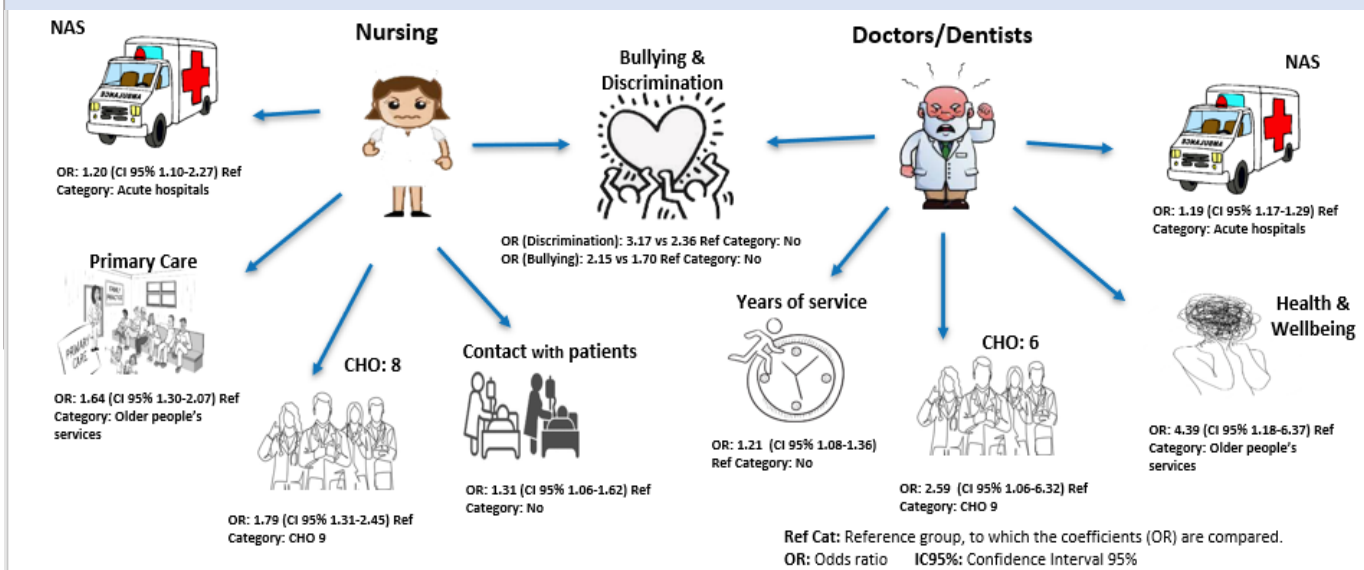 NAS
Nursing
Bullying &
Discrimination
Doctors/Dentists
NAS
OR: 1.20 (CI 95% 1.10-2.27) Ref
Category: Acute hospitals
OR: 1.19 (CI 95% 1.17-1.29) Ref
Category: Acute hospitals
OR (Discrimination): 3.17 vs 2.36 Ref Category: No
OR (Bullying): 2.15 vs 1.70 Ref Category: No
Primary Care
PRIMARY
CARE
OR: 1.64 (CI 95% 1.30-2.07) Ref
Category: Older people's
services
CHO: 8
OR: 1.79 (CI 95% 1.31-2.45) Ref
Category: CHO 9
Contact with patients
OR: 1.31 (CI 95% 1.06-1.62) Ref
Category: No
Years of service
OR: 1.21 (CI 95% 1.08-1.36)
Ref Category: No
CHO: 6
OR: 2.59 (CI 95% 1.06-6.32) Ref
Category: CHO 9
Health &
Wellbeing
OR: 4.39 (CI 95% 1.18-6.37) Ref
Category: Older people's
services
Ref Cat: Reference group, to which the coefficients (OR) are compared.
OR: Odds ratio IC95%: Confidence Interval 95%